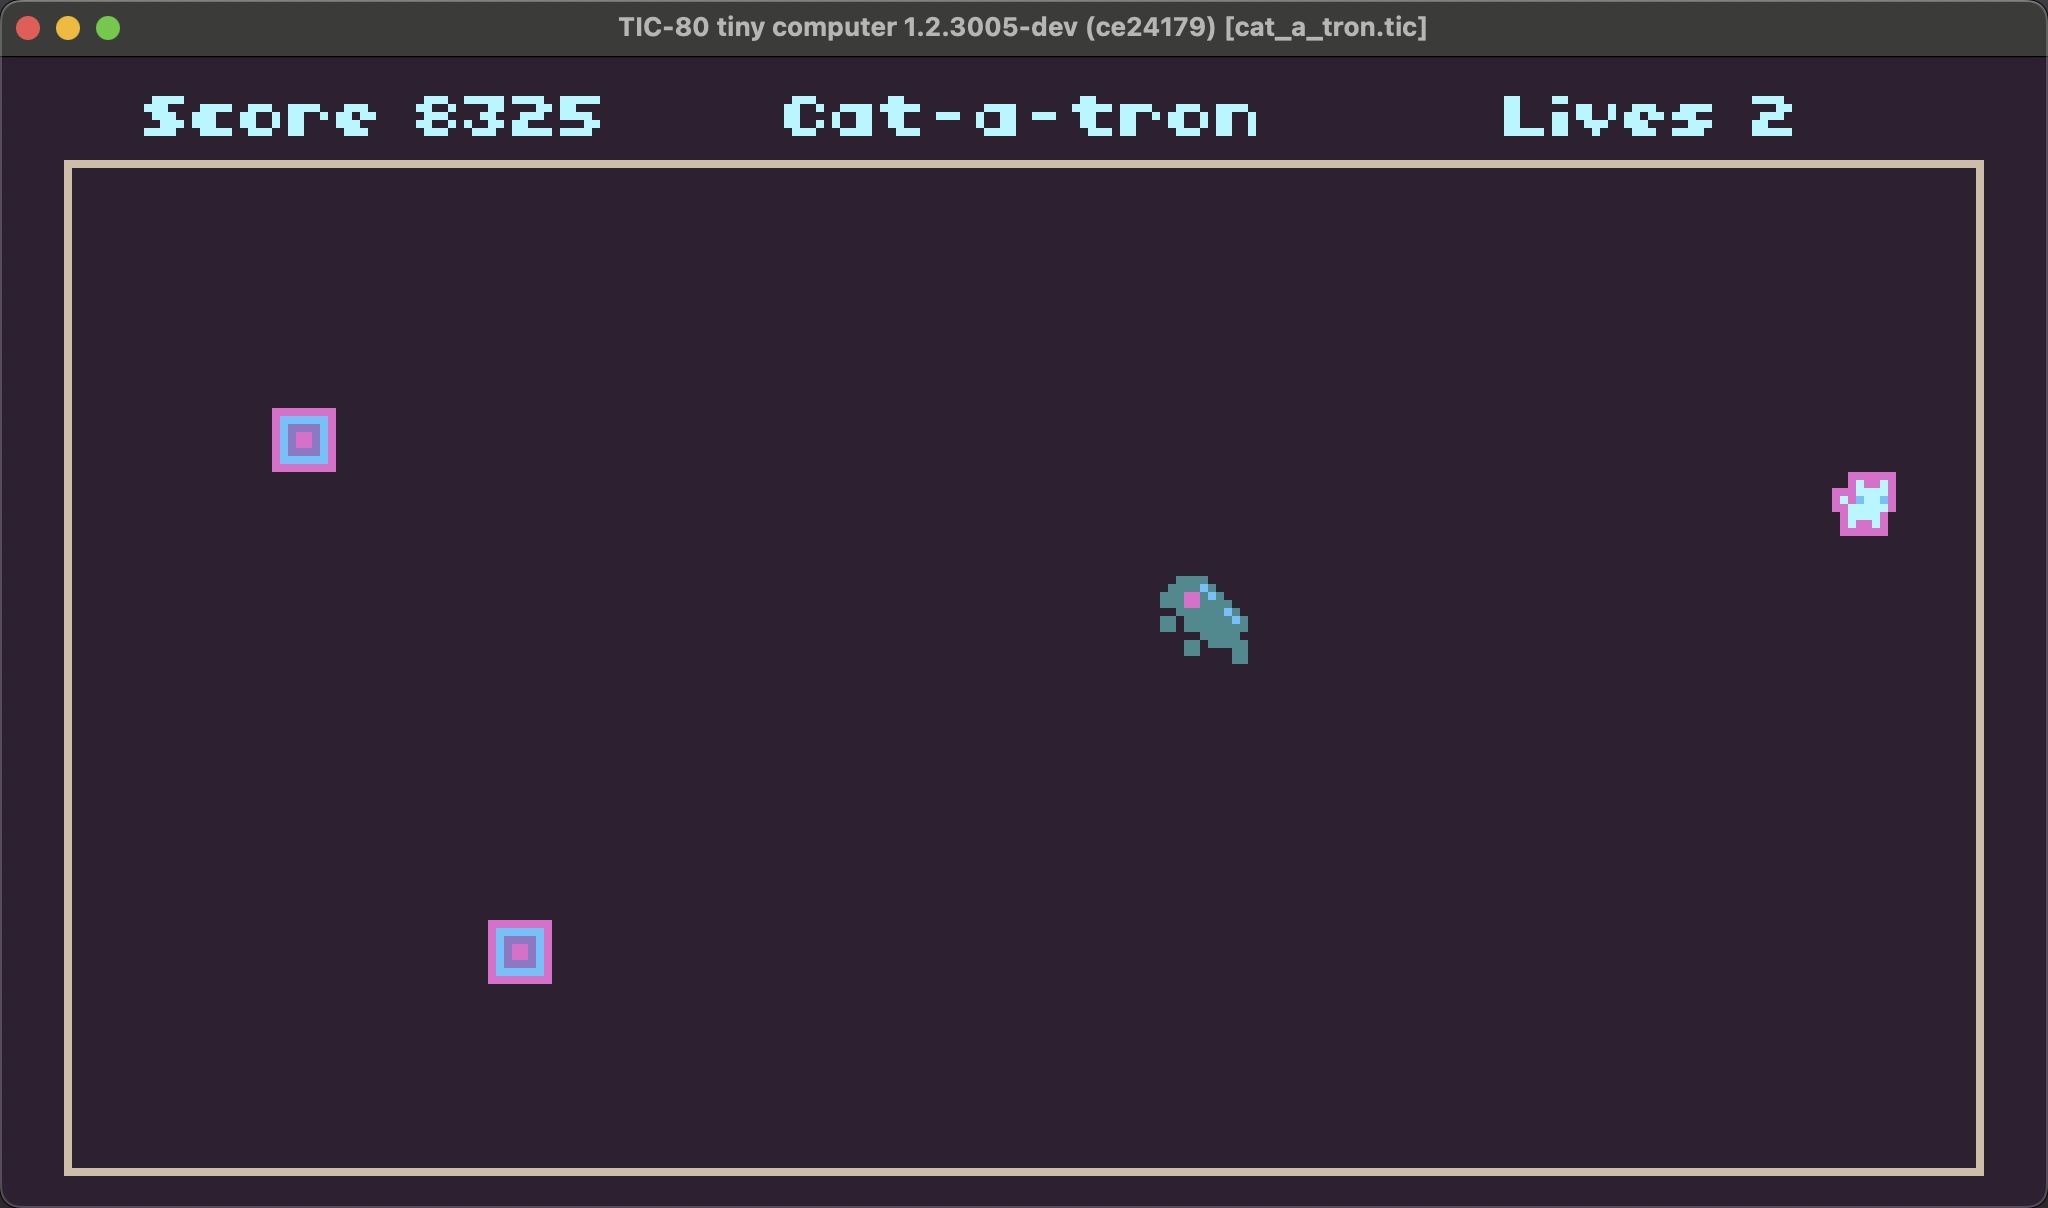 TIC-80 tiny computer 1.2.3005-dev (ce24179) [cat_a_tron.tic]
Score 8325 Cat-a-tron Lives 2